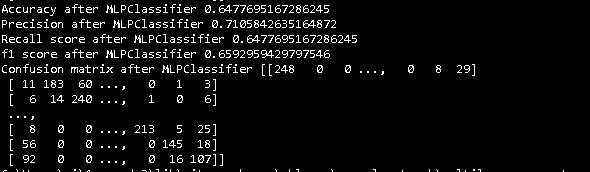 Accuracy after MLPClassifier 0.6477695167286245
Precision after MLPClassifier 0.7105842635164872
Recall score after MLPClassifier 0.6477695167286245
f1 score after MLPClassifier 0.6592959429797546
Confusion matrix after MLPClassifier [[248   0   0 ...,   0   8  29]
 [ 11 183  60 ...,   0   1   3]
 [  6  14 240 ...,   1   0   6]
 ...,
 [  8   0   0 ..., 213   5  25]
 [ 56   0   0 ...,   0 145  18]
 [ 92   0   0 ...,   0  16 107]]